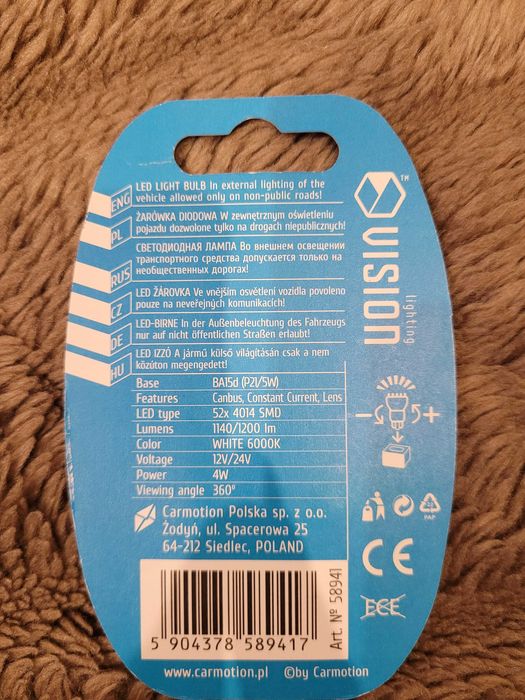 ENG
LED LIGHT BULB In external lighting of the
vehicle allowed only on non-public roads!
PL
ŻARÓWKA DIODOWA W zewnętrznym oświetleniu
pojazdu dozwolone tylko na drogach niepublicznych!
RUS
СВЕТОДИОДНАЯ ЛАМПА Во внешнем освещении
транспортного средства допускается только на
необщественных дорогах!
CZ
LED ŽÁROVKA Ve vnějším osvětlení vozidla povoleno
pouze na neveřejných komunikacích!
DE
LED-BIRNE In der Außenbeleuchtung des Fahrzeugs
nur auf nicht öffentlichen Straßen erlaubt!
HU
LED IZZÓ A jármű külső világításán csak a nem
közúton megengedett!
Base BA15d (P21/5W)
Features Canbus, Constant Current, Lens
LED type 52x 4014 SMD
Lumens 1140/1200 lm
Color WHITE 6000K
Voltage 12V/24V
Power 4W
Viewing angle 360°
Carmotion Polska sp. z o.o.
Żodyń, ul. Spacerowa 25
64-212 Siedlec, POLAND
5 904378 589417
Art. Nº 58941
www.carmotion.pl ©by Carmotion
VISION™
lighting
- +
PAP
CE
ECE